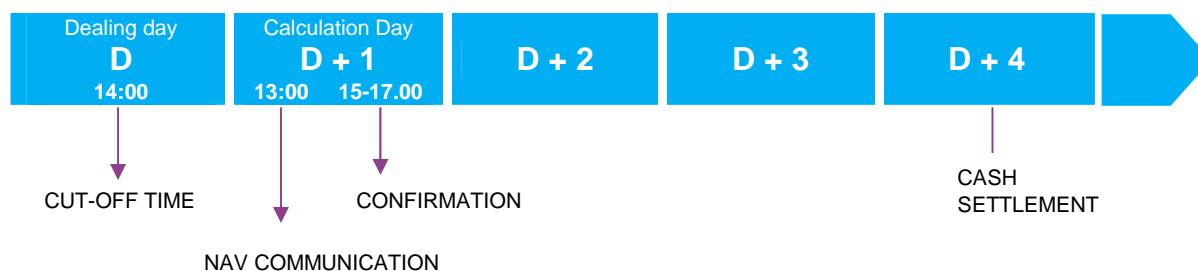 Dealing day
D
14:00
Calculation Day
D + 1
13:00 15-17.00
D + 2
D + 3
D + 4
CUT-OFF TIME
CONFIRMATION
CASH
SETTLEMENT
NAV COMMUNICATION